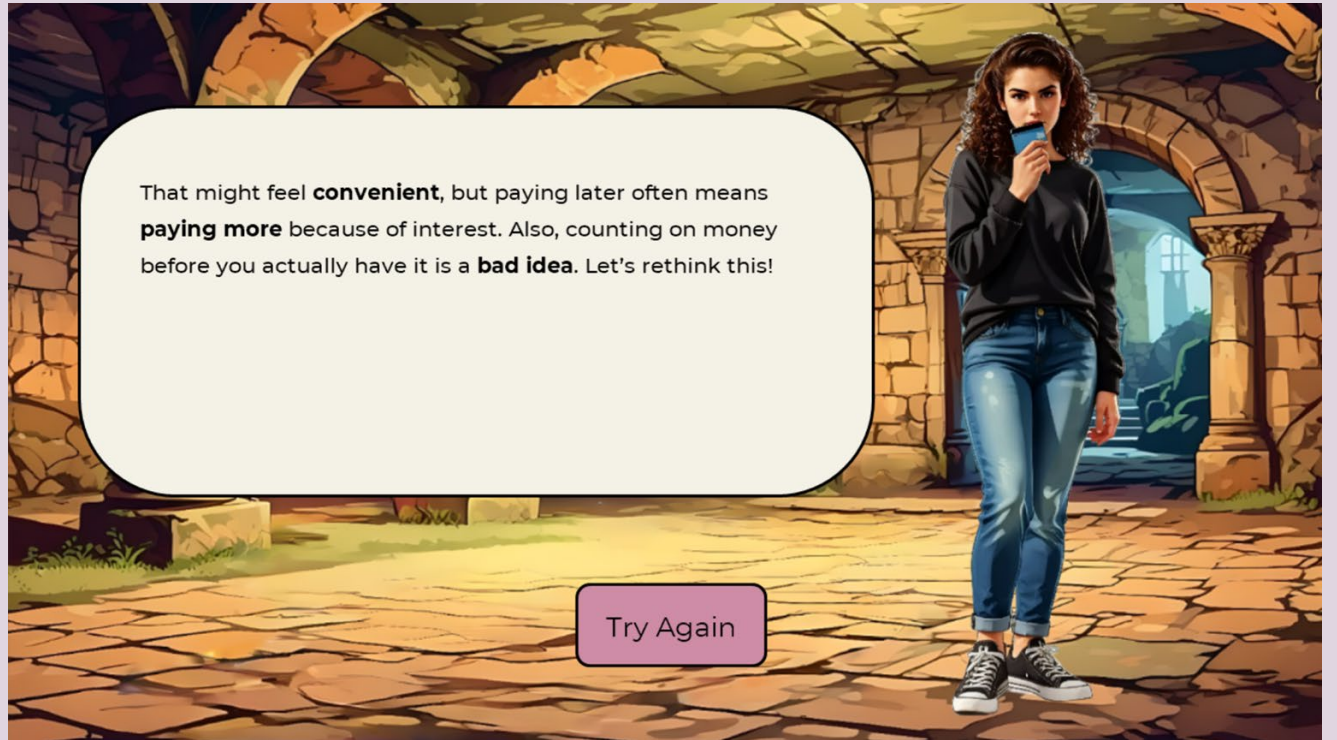 That might feel convenient, but paying later often means
paying more because of interest. Also, counting on money
before you actually have it is a bad idea. Let’s rethink this!
Try Again